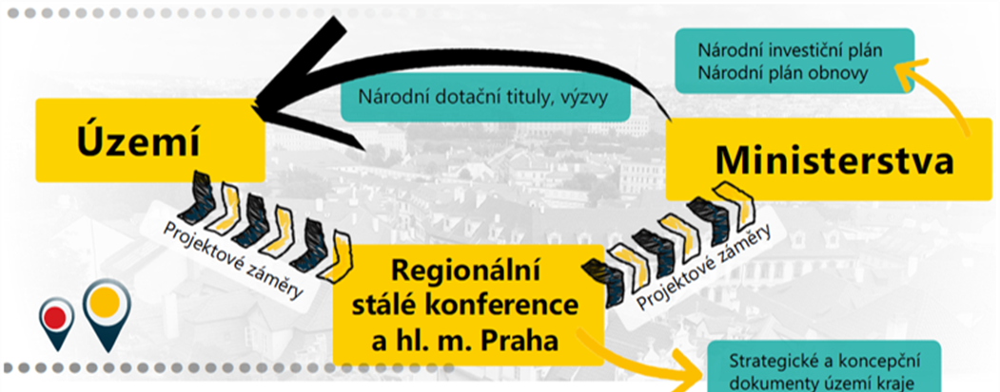 Národní investiční plán
Národní plán obnovy
Národní dotační tituly, výzvy
Území
Ministerstva
Projektové záměry
Projektové záměry
Regionální
stálé konference
a hl. m. Praha
Strategické a koncepční
dokumenty území kraje